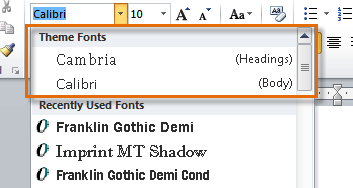 Calibri 10 A A Aa
Theme Fonts
Cambria (Headings)
Calibri (Body)
Recently Used Fonts
Franklin Gothic Demi
Imprint MT Shadow
Franklin Gothic Demi Cond